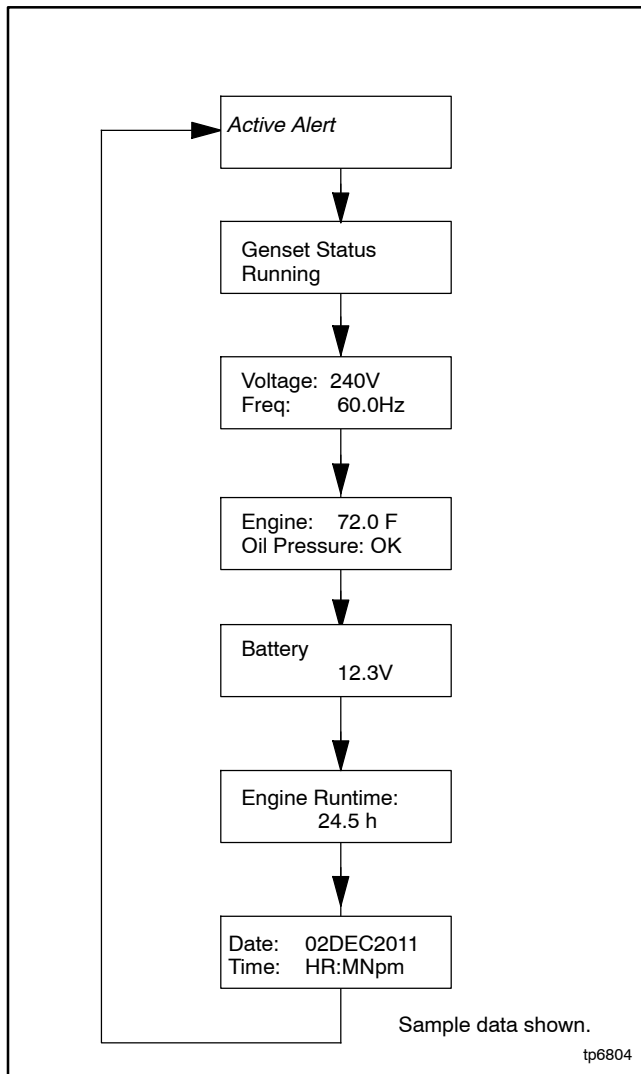 Active Alert
Genset Status
Running
Voltage: 240V
Freq: 60.0Hz
Engine: 72.0 F
Oil Pressure: OK
Battery
12.3V
Engine Runtime:
24.5 h
Date: 02DEC2011
Time: HR:MNpm
Sample data shown.
tp6804